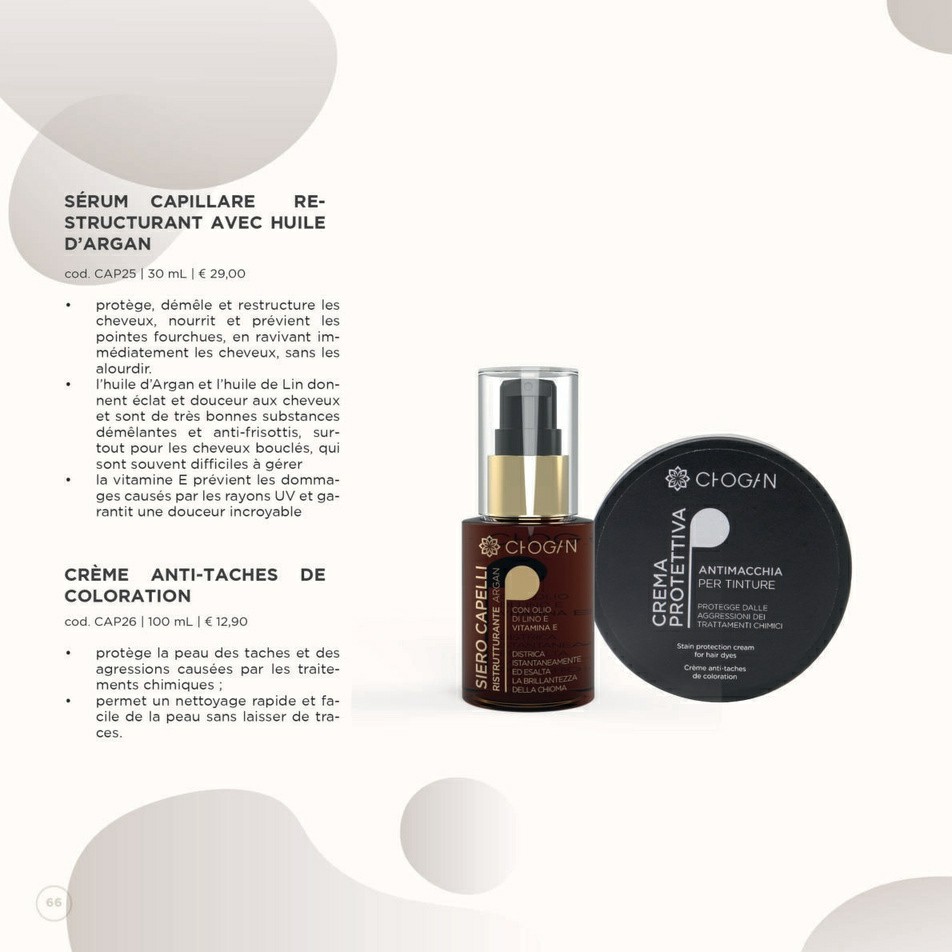 SÉRUM CAPILLARE RE-
STRUCTURANT AVEC HUILE
D'ARGAN
cod. CAP25 | 30 mL | € 29,00
• protège, démêle et restructure les
cheveux, nourrit et prévient les
pointes fourchues, en ravivant im-
médiatement les cheveux, sans les
alourdir.
• l'huile d'Argan et l'huile de Lin don-
nent éclat et douceur aux cheveux
et sont de très bonnes substances
démêlantes et anti-frisottis, sur-
tout pour les cheveux bouclés, qui
sont souvent difficiles à gérer
• la vitamine E prévient les domma-
ges causés par les rayons UV et ga-
rantit une douceur incroyable
CRÈME ANTI-TACHES DE
COLORATION
cod. CAP26 | 100 mL | € 12,90
• protège la peau des taches et des
agressions causées par les traite-
ments chimiques ;
• permet un nettoyage rapide et fa-
cile de la peau sans laisser de tra-
ces.
CHOGAN
SIERO CAPELLI
RISTRUTTURANTE ARGAN
CON OLIO
DI LINO E
VITAMINA E
DISTRICA
ISTANTANEAMENTE
ED ESALTA
LA BRILLANTEZZA
DELLA CHIOMA
CHOGAN
CREMA
PROTETTIVA
ANTIMACCHIA
PER TINTURE
PROTEGGE DALLE
AGGRESSIONI DEI
TRATTAMENTI CHIMICI
Stain protection cream
for hair dyes
Crème anti-taches
de coloration
66